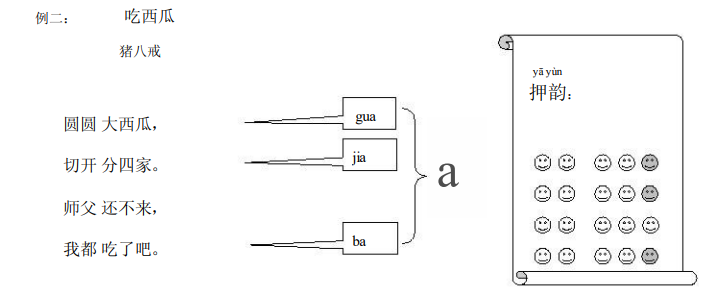 例二： 吃西瓜
猪八戒
圆圆 大西瓜，
切开 分四家。
师父 还不来，
我都 吃了吧。
gua
jia
ba
a
yā yùn
押韵：